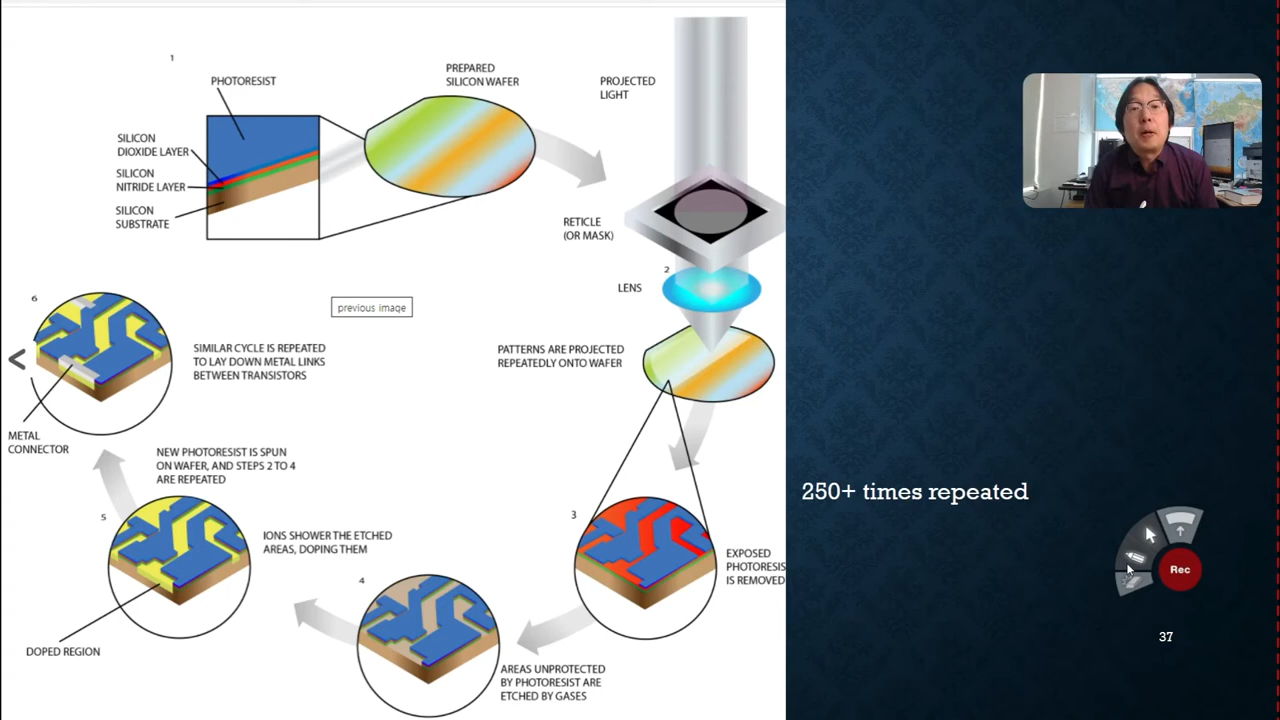 1
PHOTORESIST
SILICON
DIOXIDE LAYER
SILICON
NITRIDE LAYER
SILICON
SUBSTRATE
PREPARED
SILICON WAFER
PROJECTED
LIGHT
RETICLE
(OR MASK)
2
LENS
PATTERNS ARE PROJECTED
REPEATEDLY ONTO WAFER
3
EXPOSED
PHOTORESIS
IS REMOVED
4
AREAS UNPROTECTED
BY PHOTORESIST ARE
ETCHED BY GASES
IONS SHOWER THE ETCHED
AREAS, DOPING THEM
5
DOPED REGION
NEW PHOTORESIST IS SPUN
ON WAFER, AND STEPS 2 TO 4
ARE REPEATED
6
SIMILAR CYCLE IS REPEATED
TO LAY DOWN METAL LINKS
BETWEEN TRANSISTORS
METAL
CONNECTOR
previous image
<
250+ times repeated
Rec
37